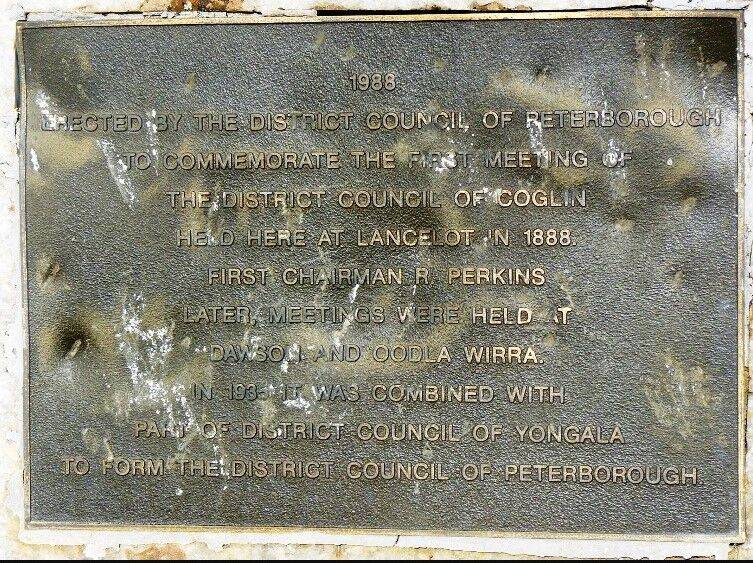 1988
ERECTED BY THE DISTRICT COUNCIL OF PETERBOROUGH
TO COMMEMORATE THE FIRST MEETING OF
THE DISTRICT COUNCIL OF COGLIN
HELD HERE AT LANCELOT IN 1888.
FIRST CHAIRMAN R. PERKINS
LATER, MEETINGS WERE HELD AT
DAWSON AND OODLA WIRRA.
IN IT WAS COMBINED WITH
PART OF DISTRICT COUNCIL OF YONGALA
TO FORM THE DISTRICT COUNCIL OF PETERBOROUGH.